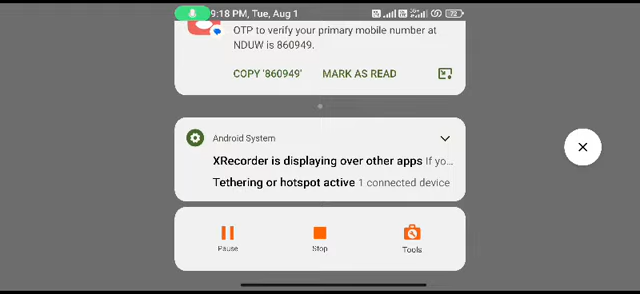 9:18 PM, Tue, Aug 1
72
OTP to verify your primary mobile number at
NDUW is 860949.
COPY '860949' MARK AS READ
Android System
XRecorder is displaying over other apps If yo...
Tethering or hotspot active 1 connected device
Pause Stop Tools